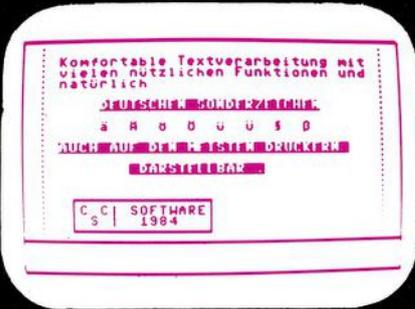 Komfortable Textverarbeitung mit
vielen nützlichen Funktionen und
natürlich
DEUTSCHEN SONDERZEICHEN
ä Ä ö Ö ü Ü § ß
AUCH AUF DEN MEISTEN DRUCKERN
DARSTELLBAR .
C C SOFTWARE
S 1984